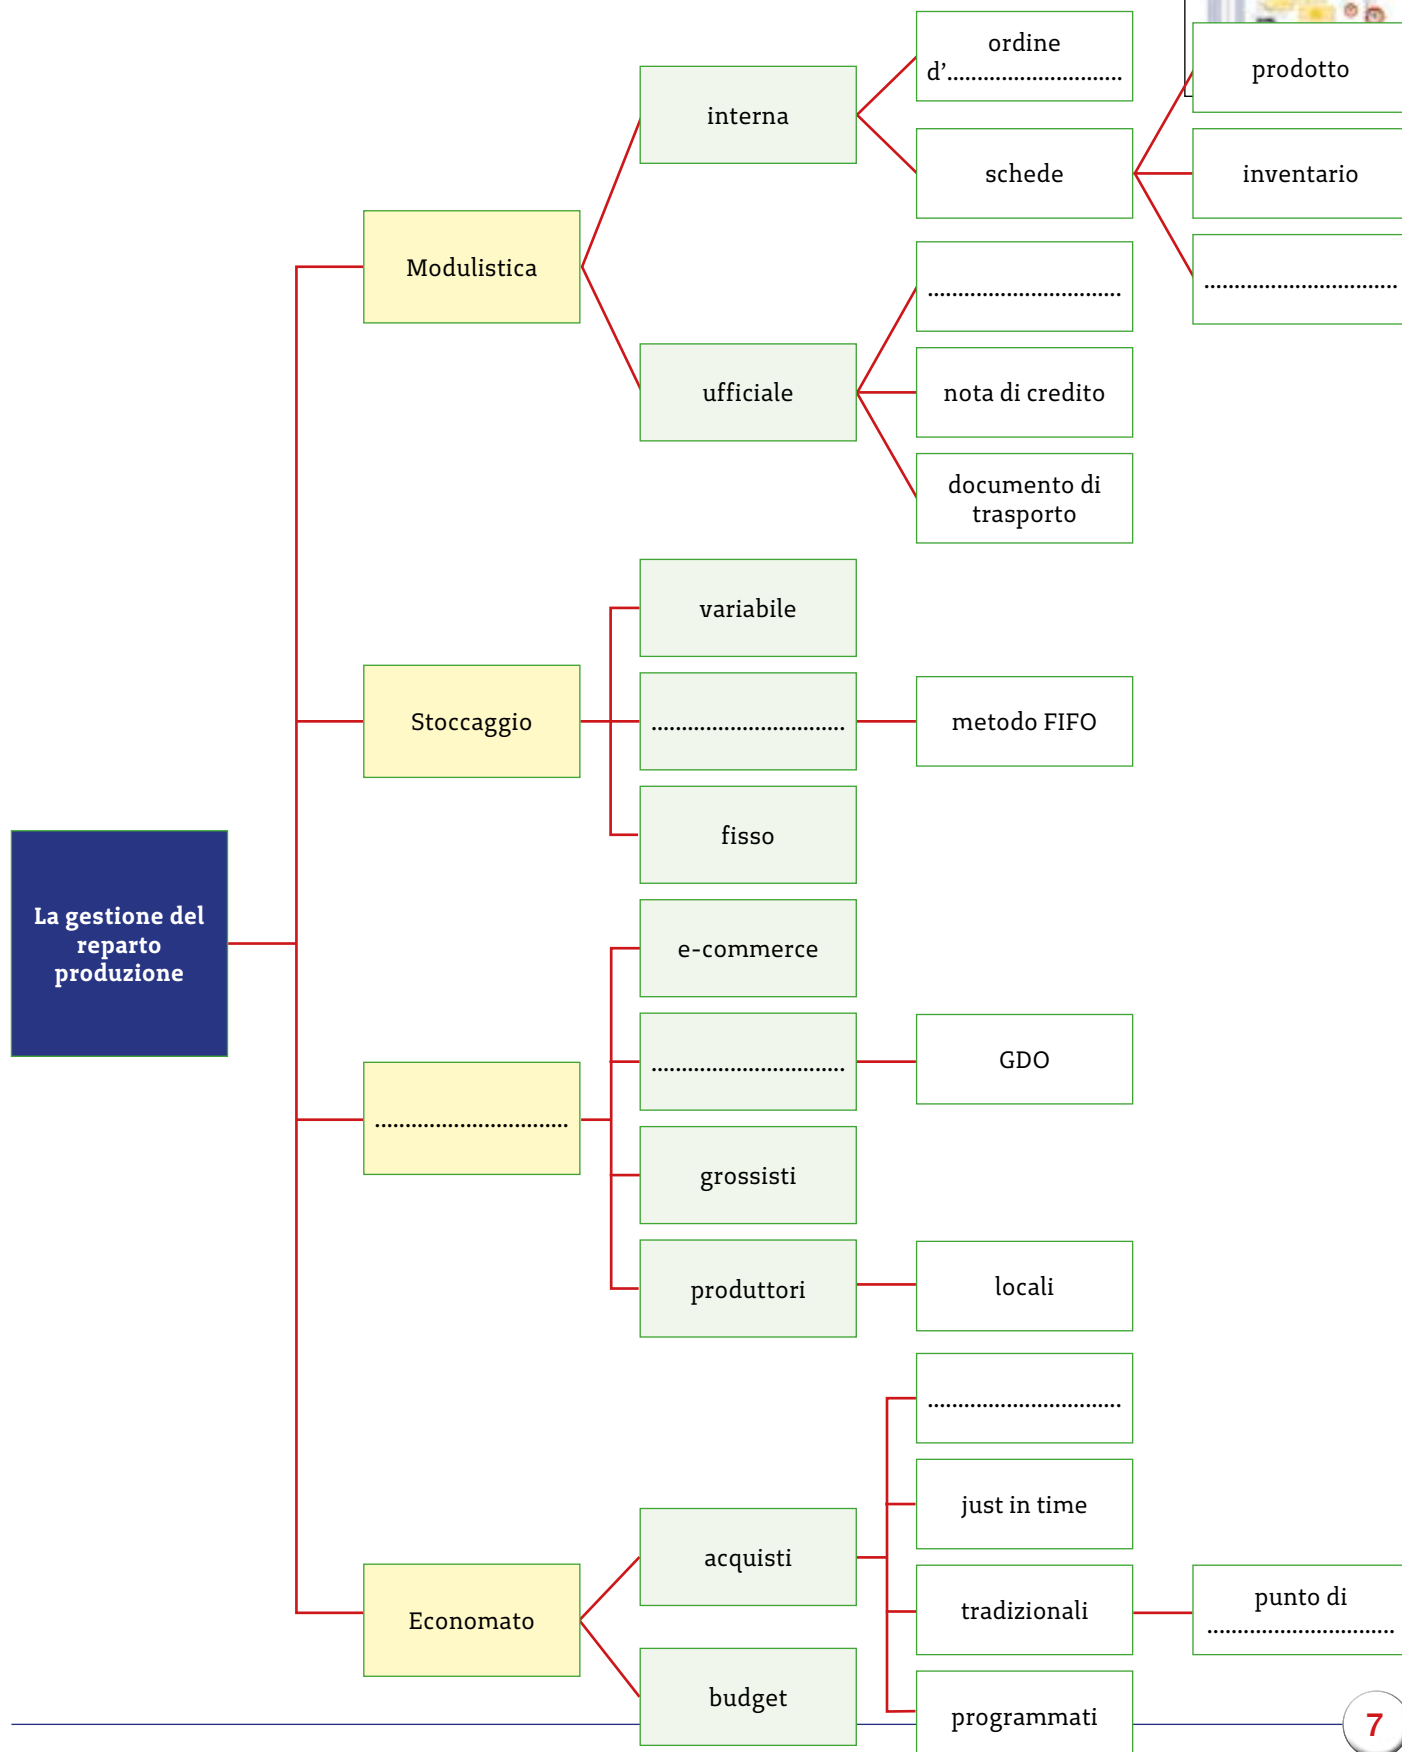 ordine
d’.............................
prodotto
interna
schede
inventario
Modulistica
................................
................................
ufficiale
nota di credito
documento di
trasporto
variabile
Stoccaggio
................................
metodo FIFO
fisso
La gestione del
reparto
produzione
e-commerce
................................
GDO
................................
grossisti
produttori
locali
................................
just in time
acquisti
tradizionali
punto di
...............................
Economato
budget
programmati
7